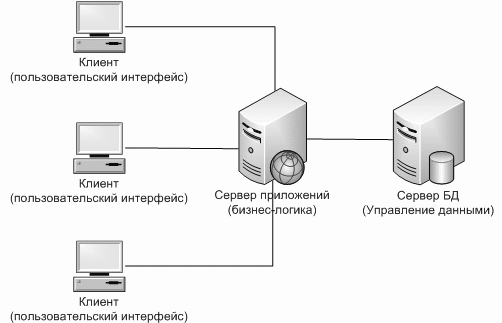 Клиент
(пользовательский интерфейс)
Клиент
(пользовательский интерфейс)
Сервер приложений
(бизнес-логика)
Сервер БД
(Управление данными)
Клиент
(пользовательский интерфейс)